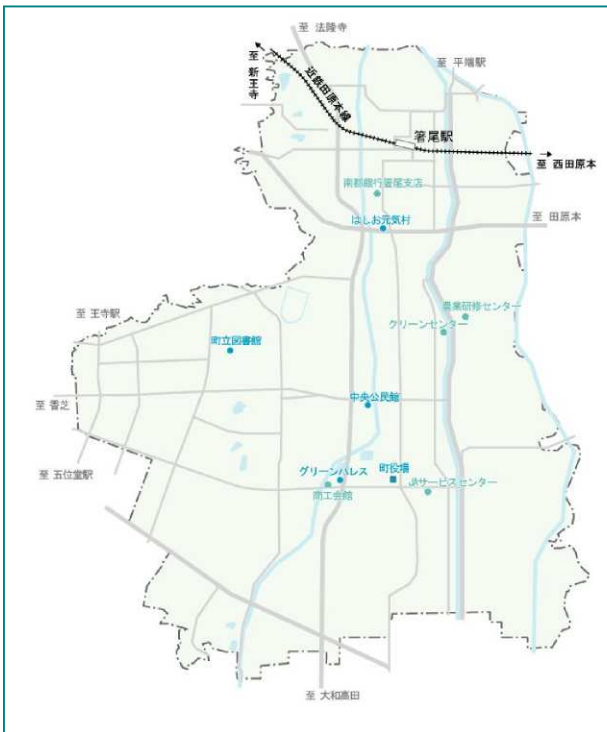 至 法隆寺
至 平端駅
至 新王寺
近鉄田原本線
箸尾駅
至 西田原本
南都銀行箸尾支店
はしお元気村
至 田原本
農業研修センター
至 王寺駅
クリーンセンター
町立図書館
中央公民館
至 香芝
至 五位堂駅
グリーンパレス
町役場
商工会館
JAサービスセンター
至 大和高田